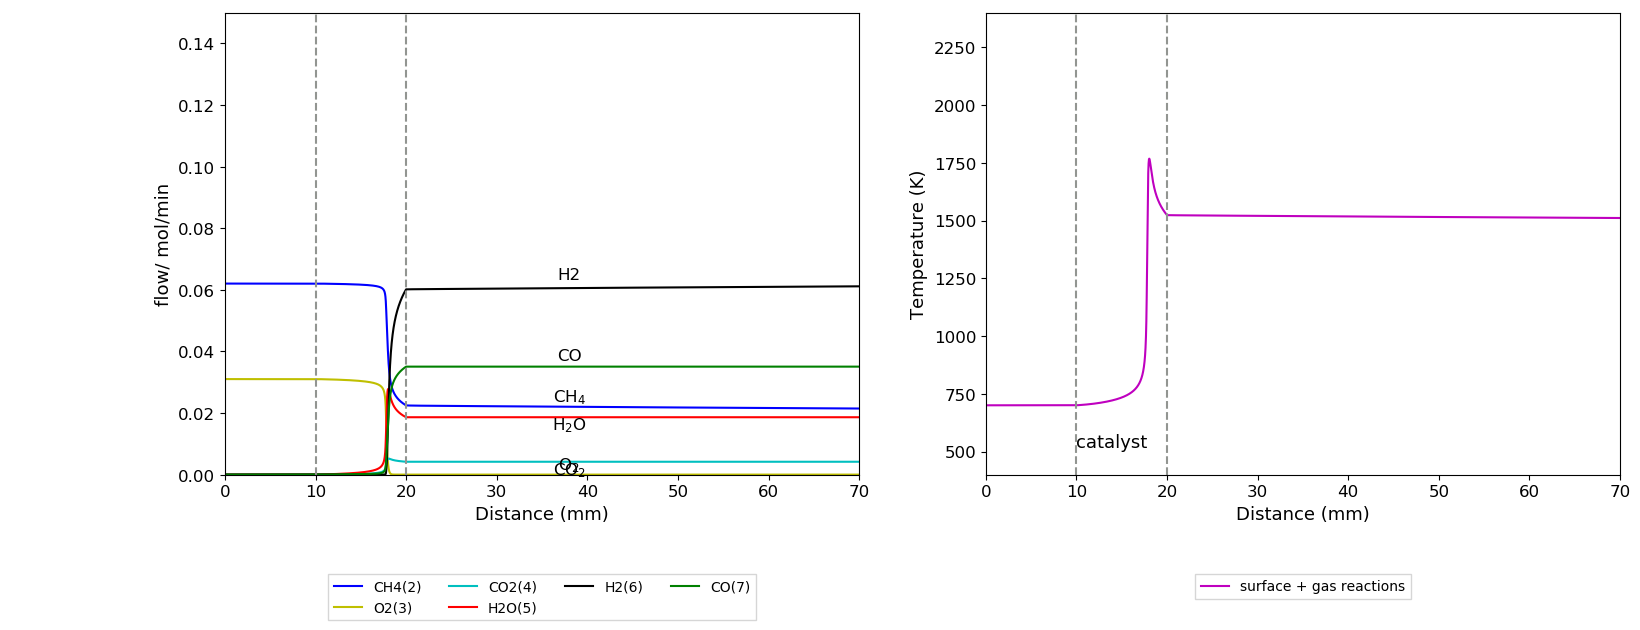 0.14
0.12
0.10
0.08
0.06
0.04
0.02
0.00
flow/ mol/min
H2
CO
CH₄
H₂O
O₂
CO₂
0 10 20 30 40 50 60 70
Distance (mm)
CH4(2) CO2(4) H2(6) CO(7)
O2(3) H2O(5)
2250
2000
1750
1500
1250
1000
750
500
Temperature (K)
catalyst
0 10 20 30 40 50 60 70
Distance (mm)
surface + gas reactions